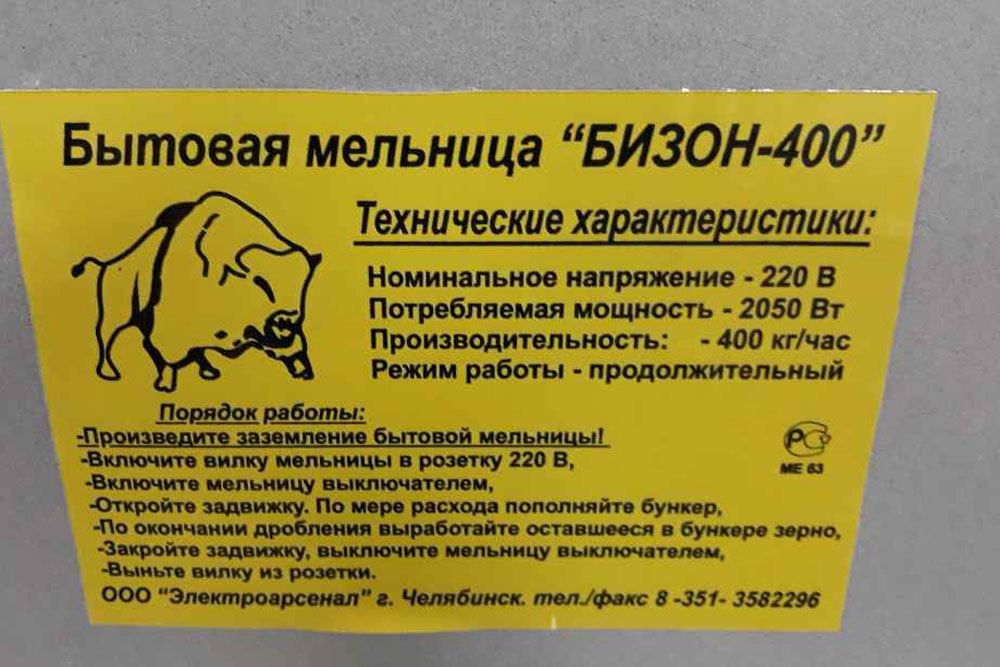 Бытовая мельница “БИЗОН-400”
Технические характеристики:
Номинальное напряжение - 220 В
Потребляемая мощность - 2050 Вт
Производительность: - 400 кг/час
Режим работы - продолжительный
Порядок работы:
-Произведите заземление бытовой мельницы!
-Включите вилку мельницы в розетку 220 В,
-Включите мельницу выключателем,
-Откройте задвижку. По мере расхода пополняйте бункер,
-По окончании дробления выработайте оставшееся в бункере зерно,
-Закройте задвижку, выключите мельницу выключателем,
-Выньте вилку из розетки.
РС
МЕ 63
ООО “Электроарсенал” г. Челябинск. тел./факс 8 -351- 3582296